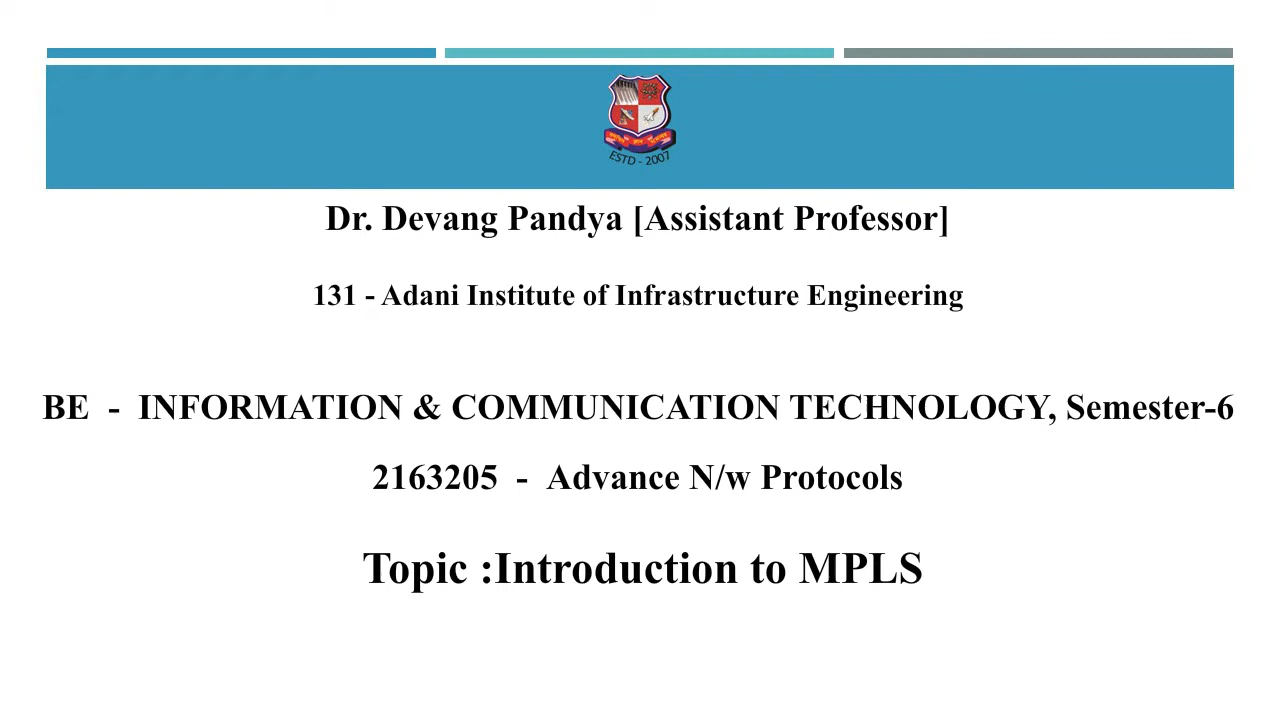 ESTD - 2007
Dr. Devang Pandya [Assistant Professor]
131 - Adani Institute of Infrastructure Engineering
BE - INFORMATION & COMMUNICATION TECHNOLOGY, Semester-6
2163205 - Advance N/w Protocols
Topic :Introduction to MPLS